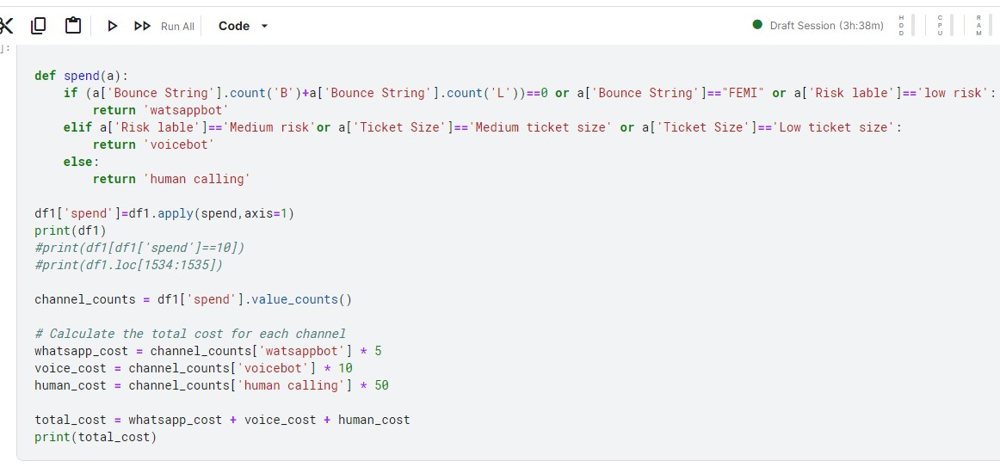 Run All Code Draft Session (3h:38m) HDD CPU RAM
]:
def spend(a):
    if (a['Bounce String'].count('B')+a['Bounce String'].count('L'))==0 or a['Bounce String']=="FEMI" or a['Risk lable']=='low risk':
        return 'watsappbot'
    elif a['Risk lable']=='Medium risk'or a['Ticket Size']=='Medium ticket size' or a['Ticket Size']=='Low ticket size':
        return 'voicebot'
    else:
        return 'human calling'
df1['spend']=df1.apply(spend,axis=1)
print(df1)
#print(df1[df1['spend']==10])
#print(df1.loc[1534:1535])
channel_counts = df1['spend'].value_counts()
# Calculate the total cost for each channel
whatsapp_cost = channel_counts['watsappbot'] * 5
voice_cost = channel_counts['voicebot'] * 10
human_cost = channel_counts['human calling'] * 50
total_cost = whatsapp_cost + voice_cost + human_cost
print(total_cost)